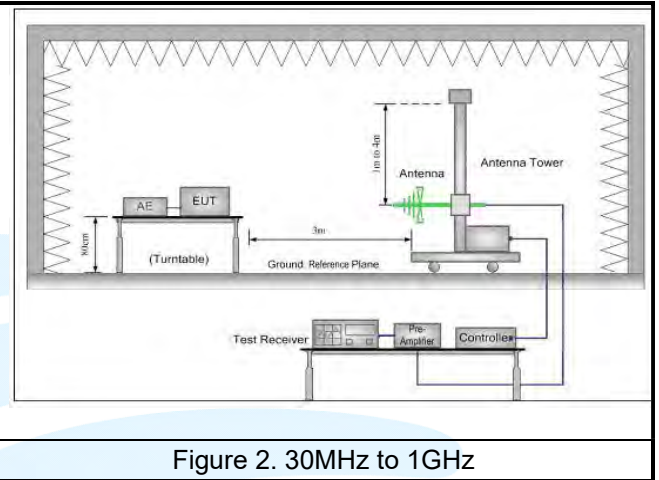 1m to 4m
Antenna
Antenna Tower
AE
EUT
80cm
(Turntable)
3m
Ground Reference Plane
Test Receiver
Pre-
Amplifier
Controller
Figure 2. 30MHz to 1GHz